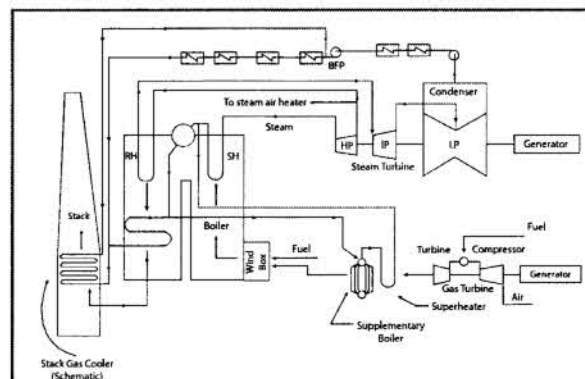 BFP
Condenser
To steam air heater
Steam
RH
SH
HP
IP
LP
Generator
Steam Turbine
Stack
Boiler
Fuel
Wind
Box
Fuel
Turbine
Compressor
Generator
Gas Turbine
Air
Superheater
Supplementary
Boiler
Stack Gas Cooler
(Schematic)